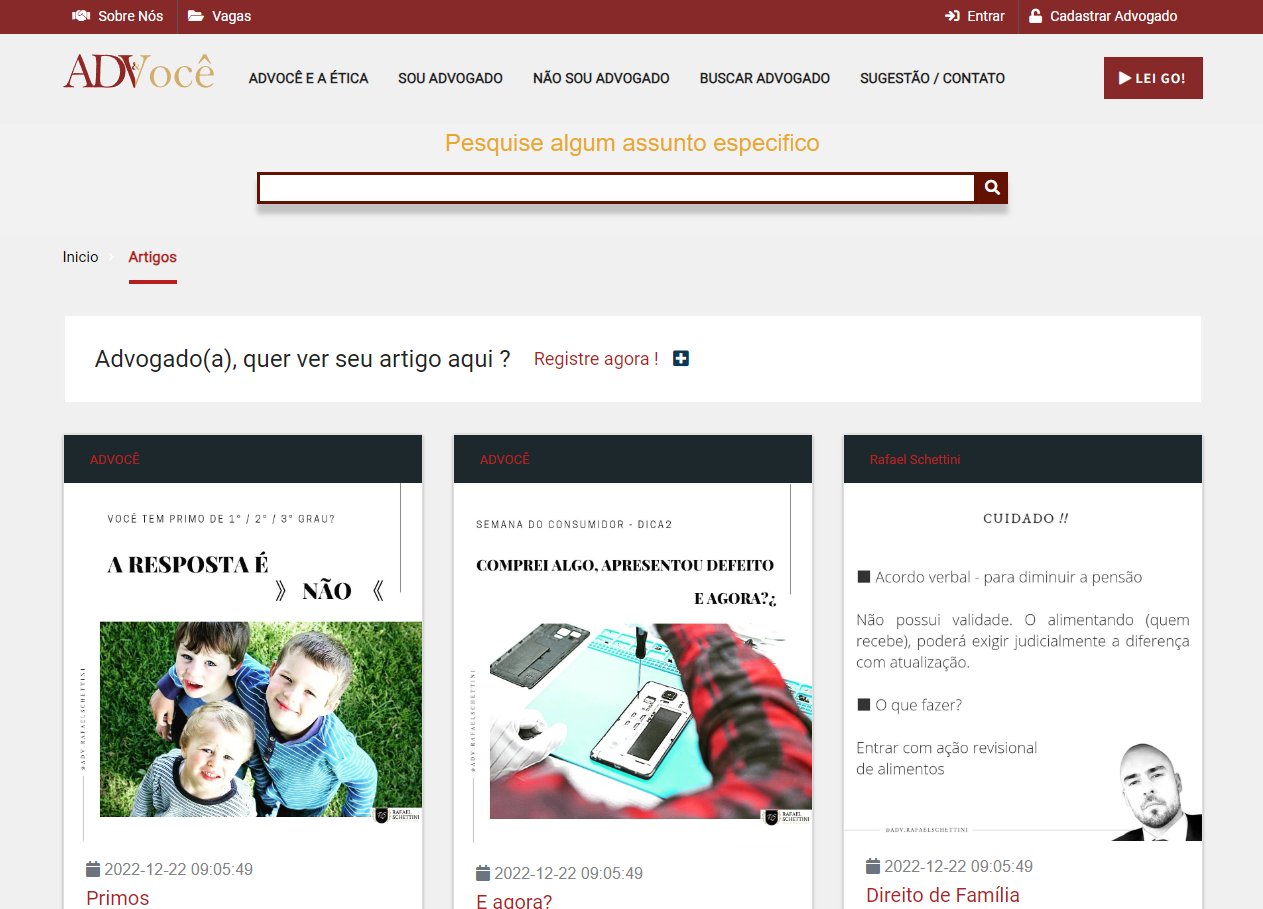 Sobre Nós
Vagas
Entrar
Cadastrar Advogado
AD&Você
ADVOCÊ E A ÉTICA
SOU ADVOGADO
NÃO SOU ADVOGADO
BUSCAR ADVOGADO
SUGESTÃO / CONTATO
LEI GO!
Pesquise algum assunto especifico
Inicio
Artigos
Advogado(a), quer ver seu artigo aqui ?
Registre agora !
ADVOCÊ
VOCÊ TEM PRIMO DE 1º / 2º / 3º GRAU?
A RESPOSTA É
》 NÃO 《
@ADV.RAFAELSCHETTINI
RAFAEL
SCHETTINI
2022-12-22 09:05:49
Primos
ADVOCÊ
SEMANA DO CONSUMIDOR - DICA2
COMPREI ALGO, APRESENTOU DEFEITO
E AGORA?¿
@ADV.RAFAELSCHETTINI
RAFAEL
SCHETTINI
2022-12-22 09:05:49
E agora?
Rafael Schettini
CUIDADO !!
Acordo verbal - para diminuir a pensão
Não possui validade. O alimentando (quem
recebe), poderá exigir judicialmente a diferença
com atualização.
O que fazer?
Entrar com ação revisional
de alimentos
@ADV.RAFAELSCHETTINI
2022-12-22 09:05:49
Direito de Família